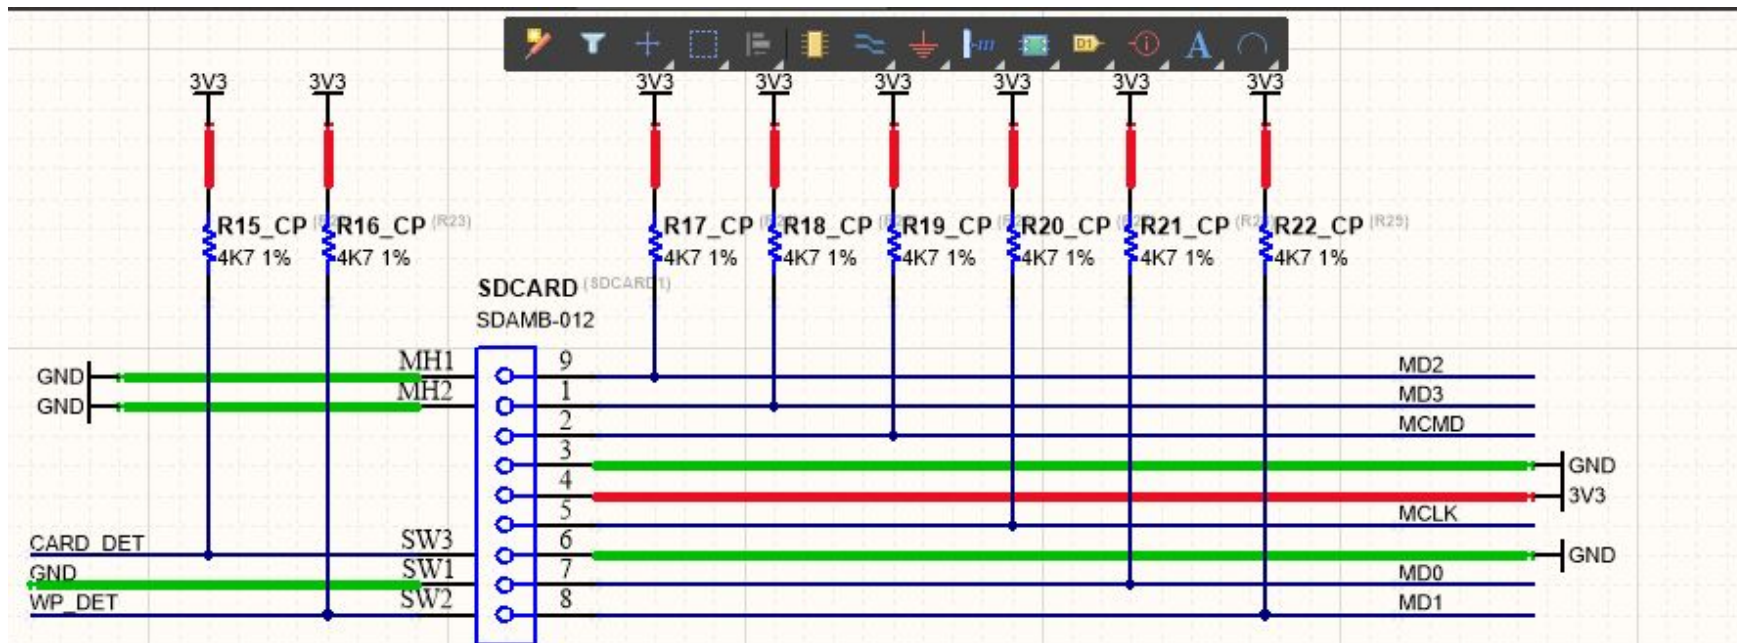 D1
A
3V3 3V3 3V3 3V3 3V3 3V3 3V3 3V3
R15_CP R16_CP (R23) R17_CP R18_CP R19_CP R20_CP R21_CP R22_CP (R29)
4K7 1% 4K7 1% 4K7 1% 4K7 1% 4K7 1% 4K7 1% 4K7 1% 4K7 1%
SDCARD (SDCARD1)
SDAMB-012
GND MH1 9 MD2
GND MH2 1 MD3
2 MCMD
3 GND
4 3V3
5 MCLK
CARD_DET SW3 6 GND
GND SW1 7 MD0
WP_DET SW2 8 MD1